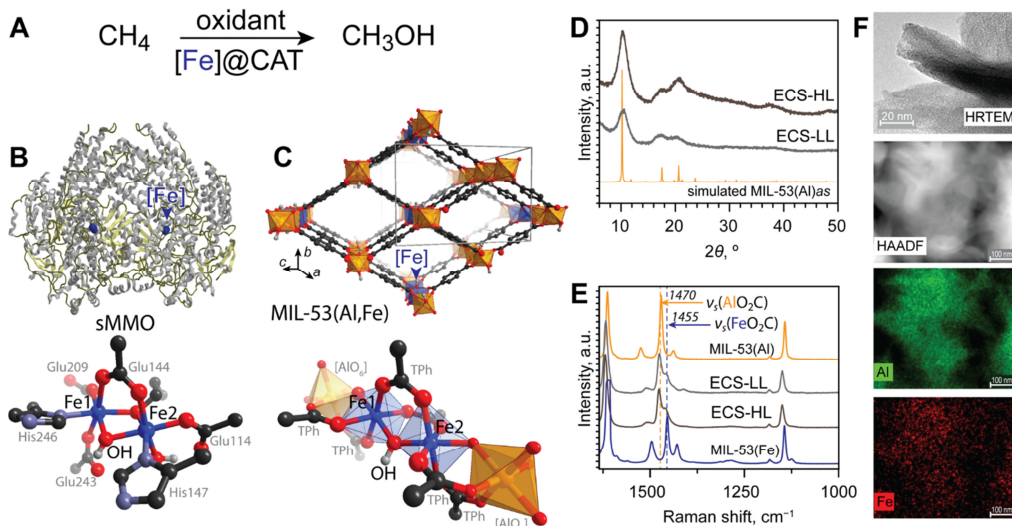 A
CH4
oxidant
[Fe]@CAT
CH3OH
B
[Fe]
sMMO
Glu209
Glu144
Fe1
Fe2
His246
OH
Glu243
Glu114
His147
C
b
c
a
[Fe]
MIL-53(Al,Fe)
[AlO6]
TPh
Fe1
TPh
TPh
Fe2
OH
TPh
TPh
D
Intensity, a.u.
ECS-HL
ECS-LL
simulated MIL-53(Al)as
10 20 30 40 50
2θ, °
E
Intensity, a.u.
1470
νs(AlO2C)
1455
νs(FeO2C)
MIL-53(Al)
ECS-LL
ECS-HL
MIL-53(Fe)
1450 1250 1000
Raman shift, cm−1
F
20 nm
HRTEM
HAADF
100 nm
Al
100 nm
Fe
100 nm